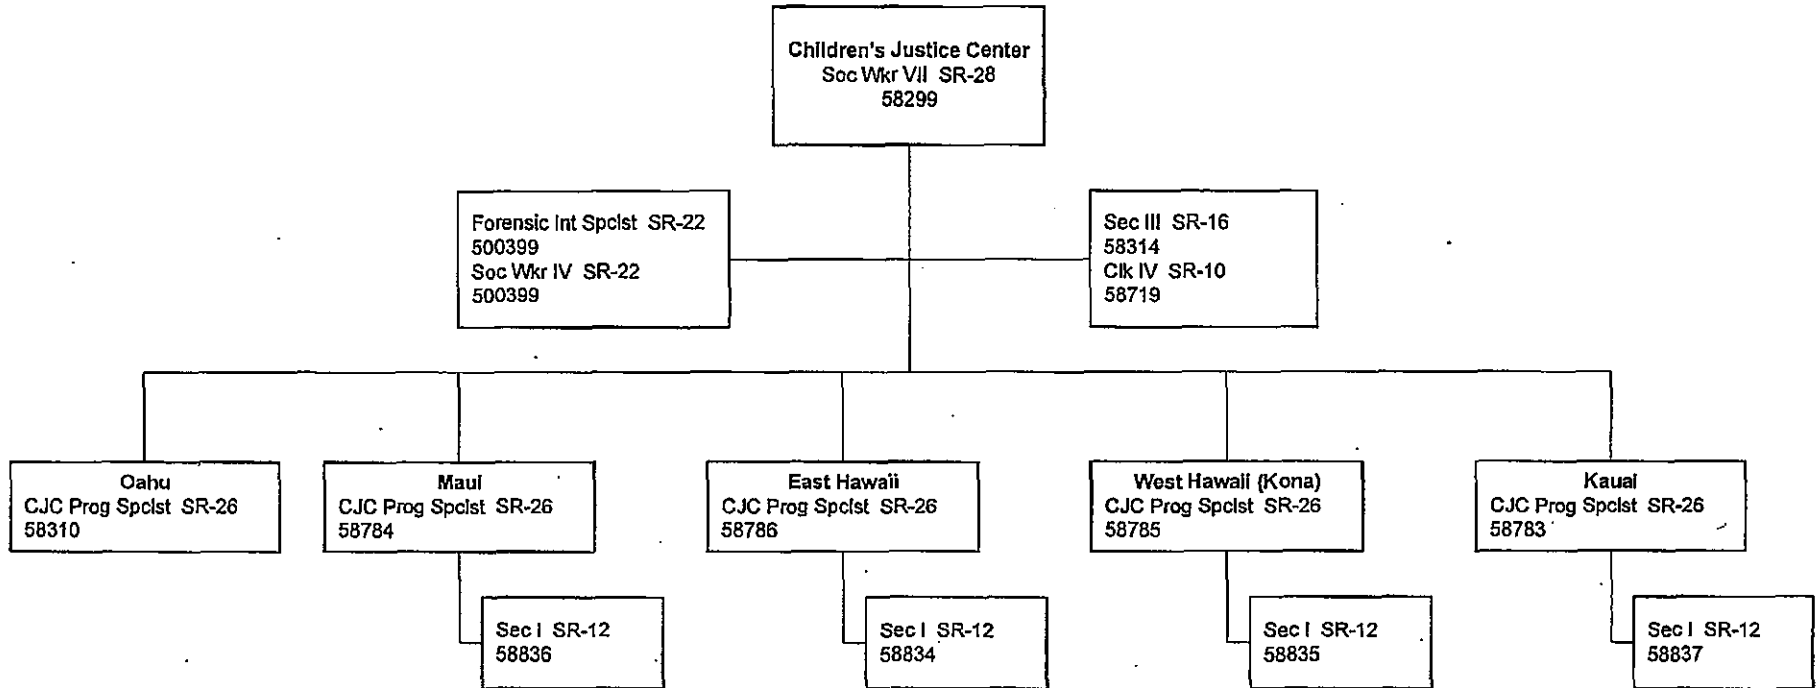 Children's Justice Center
Soc Wkr VII SR-28
58299
Forensic Int Spclst SR-22
500399
Soc Wkr IV SR-22
500399
Sec III SR-16
58314
Clk IV SR-10
58719
Oahu
CJC Prog Spclst SR-26
58310
Maui
CJC Prog Spclst SR-26
58784
East Hawaii
CJC Prog Spclst SR-26
58786
West Hawaii (Kona)
CJC Prog Spclst SR-26
58785
Kauai
CJC Prog Spclst SR-26
58783
Sec I SR-12
58836
Sec I SR-12
58834
Sec I SR-12
58835
Sec I SR-12
58837